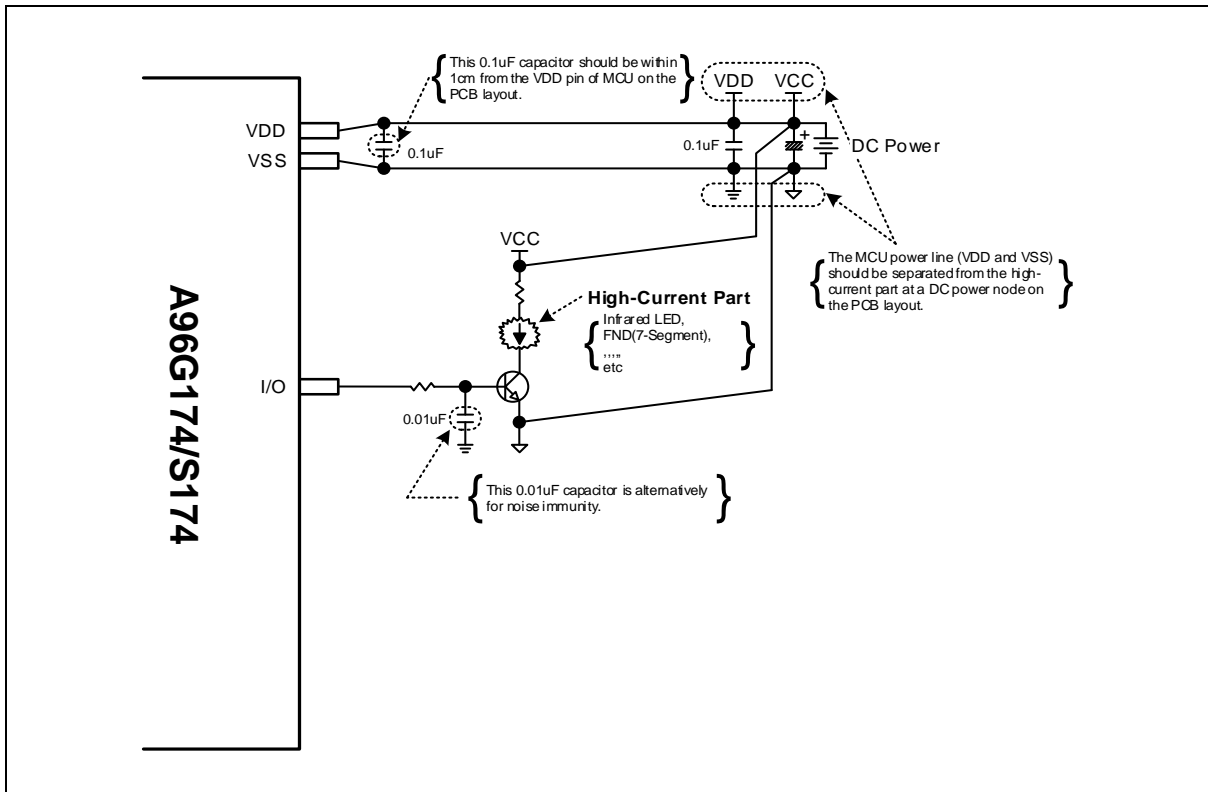 This 0.1uF capacitor should be within
1cm from the VDD pin of MCU on the
PCB layout.
VDD
VCC
VDD
VSS
0.1uF
0.1uF
+
DC Power
The MCU power line (VDD and VSS)
should be separated from the high-
current part at a DC power node on
the PCB layout.
VCC
High-Current Part
Infrared LED,
FND(7-Segment),
,,,,,
etc
A96G174/S174
I/O
0.01uF
This 0.01uF capacitor is alternatively
for noise immunity.